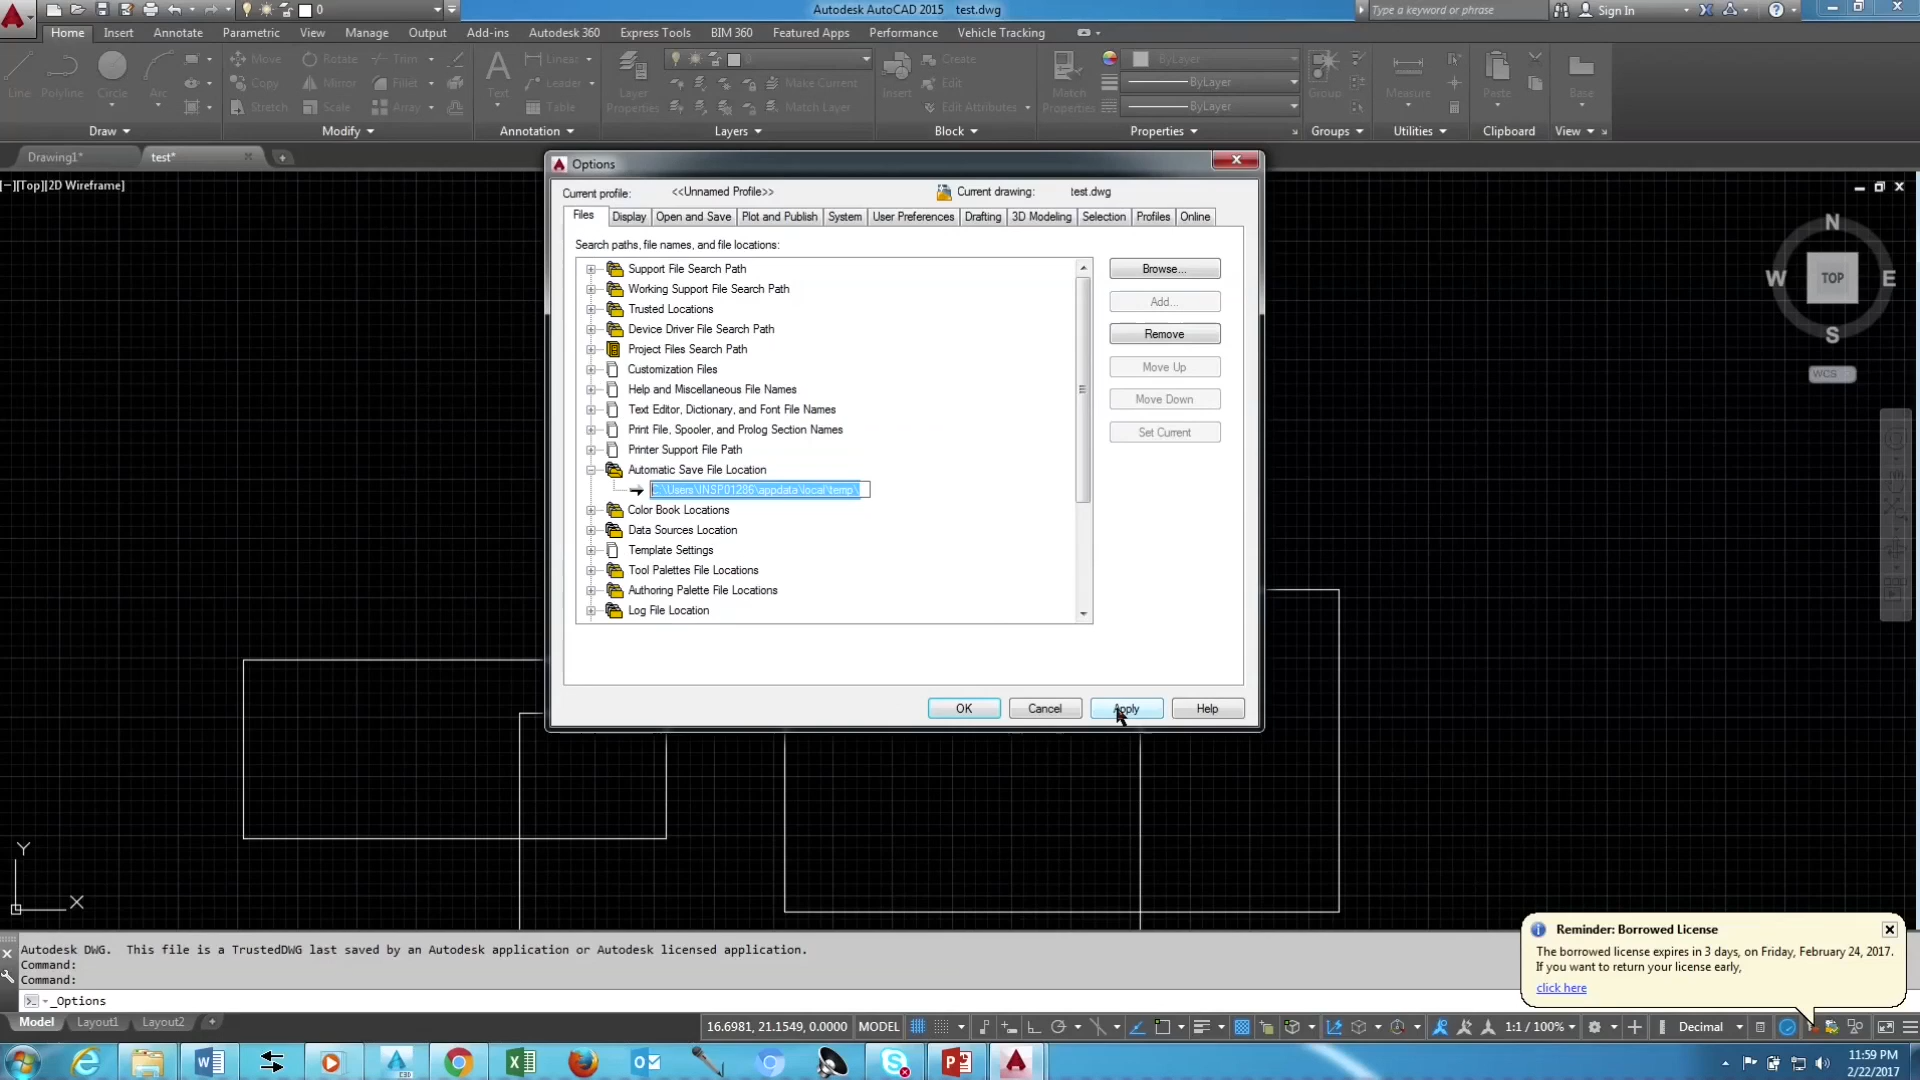 Autodesk AutoCAD 2015 test.dwg
Type a keyword or phrase
Sign In
0
Home Insert Annotate Parametric View Manage Output Add-ins Autodesk 360 Express Tools BIM 360 Featured Apps Performance Vehicle Tracking
Line Polyline Circle Arc
Move Rotate Trim
Copy Mirror Fillet
Stretch Scale Array
Text
Linear
Leader
Table
Layer
Properties
0
Make Current
Match Layer
Insert
Create
Edit
Edit Attributes
Match
Properties
ByLayer
ByLayer
ByLayer
Group
Measure
Paste
Base
Draw Modify Annotation Layers Block Properties Groups Utilities Clipboard View
Drawing1* test*
[−][Top][2D Wireframe]
Options
Current profile: <<Unnamed Profile>> Current drawing: test.dwg
Files Display Open and Save Plot and Publish System User Preferences Drafting 3D Modeling Selection Profiles Online
Search paths, file names, and file locations:
Support File Search Path
Working Support File Search Path
Trusted Locations
Device Driver File Search Path
Project Files Search Path
Customization Files
Help and Miscellaneous File Names
Text Editor, Dictionary, and Font File Names
Print File, Spooler, and Prolog Section Names
Printer Support File Path
Automatic Save File Location
C:\Users\INSP01286\appdata\local\temp\
Color Book Locations
Data Sources Location
Template Settings
Tool Palettes File Locations
Authoring Palette File Locations
Log File Location
Browse...
Add...
Remove
Move Up
Move Down
Set Current
OK Cancel Apply Help
N
W TOP E
S
WCS
Y
X
Autodesk DWG. This file is a TrustedDWG last saved by an Autodesk application or Autodesk licensed application.
Command:
Command:
_Options
Reminder: Borrowed License
The borrowed license expires in 3 days, on Friday, February 24, 2017.
If you want to return your license early,
click here
Model Layout1 Layout2
16.6981, 21.1549, 0.0000 MODEL 1:1 / 100% Decimal
C3D
11:59 PM
2/22/2017